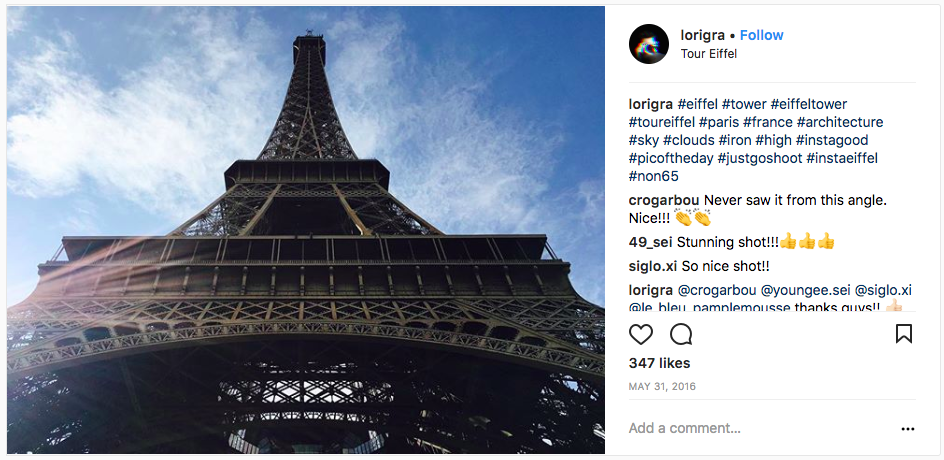 lorigra • Follow
Tour Eiffel
lorigra #eiffel #tower #eiffeltower
#toureiffel #paris #france #architecture
#sky #clouds #iron #high #instagood
#picoftheday #justgoshoot #instaeiffel
#non65
crogarbou Never saw it from this angle.
Nice!!! 👏👏
49_sei Stunning shot!!!👍👍👍
siglo.xi So nice shot!!
lorigra @crogarbou @youngee.sei @siglo.xi
@le_bleu_pamplemousse thanks guys!! 👍
347 likes
MAY 31, 2016
Add a comment...